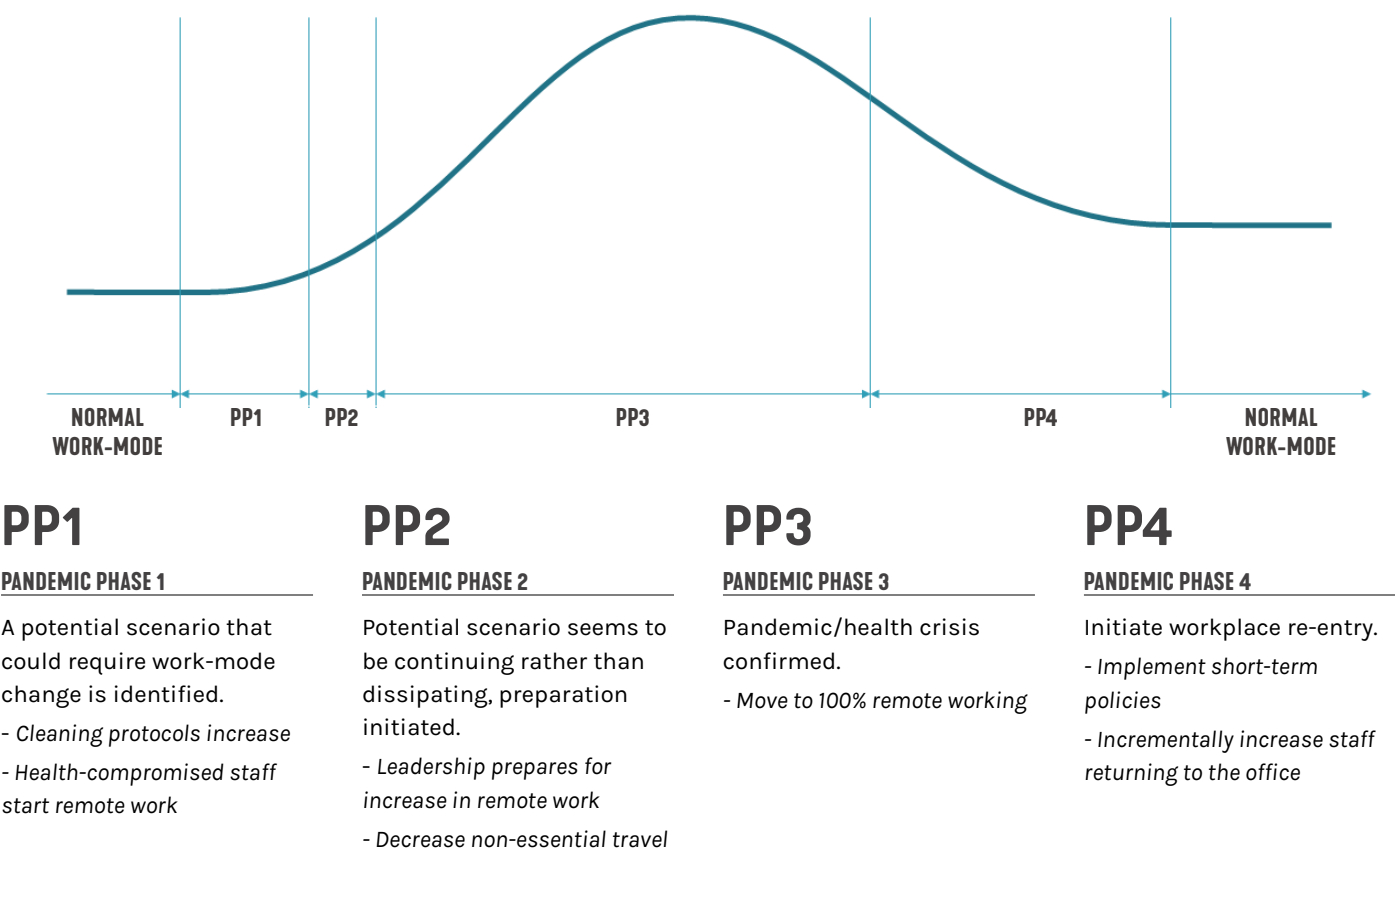 NORMAL
WORK-MODE
PP1
PP2
PP3
PP4
NORMAL
WORK-MODE
PP1
PANDEMIC PHASE 1
A potential scenario that
could require work-mode
change is identified.
- Cleaning protocols increase
- Health-compromised staff
start remote work
PP2
PANDEMIC PHASE 2
Potential scenario seems to
be continuing rather than
dissipating, preparation
initiated.
- Leadership prepares for
increase in remote work
- Decrease non-essential travel
PP3
PANDEMIC PHASE 3
Pandemic/health crisis
confirmed.
- Move to 100% remote working
PP4
PANDEMIC PHASE 4
Initiate workplace re-entry.
- Implement short-term
policies
- Incrementally increase staff
returning to the office